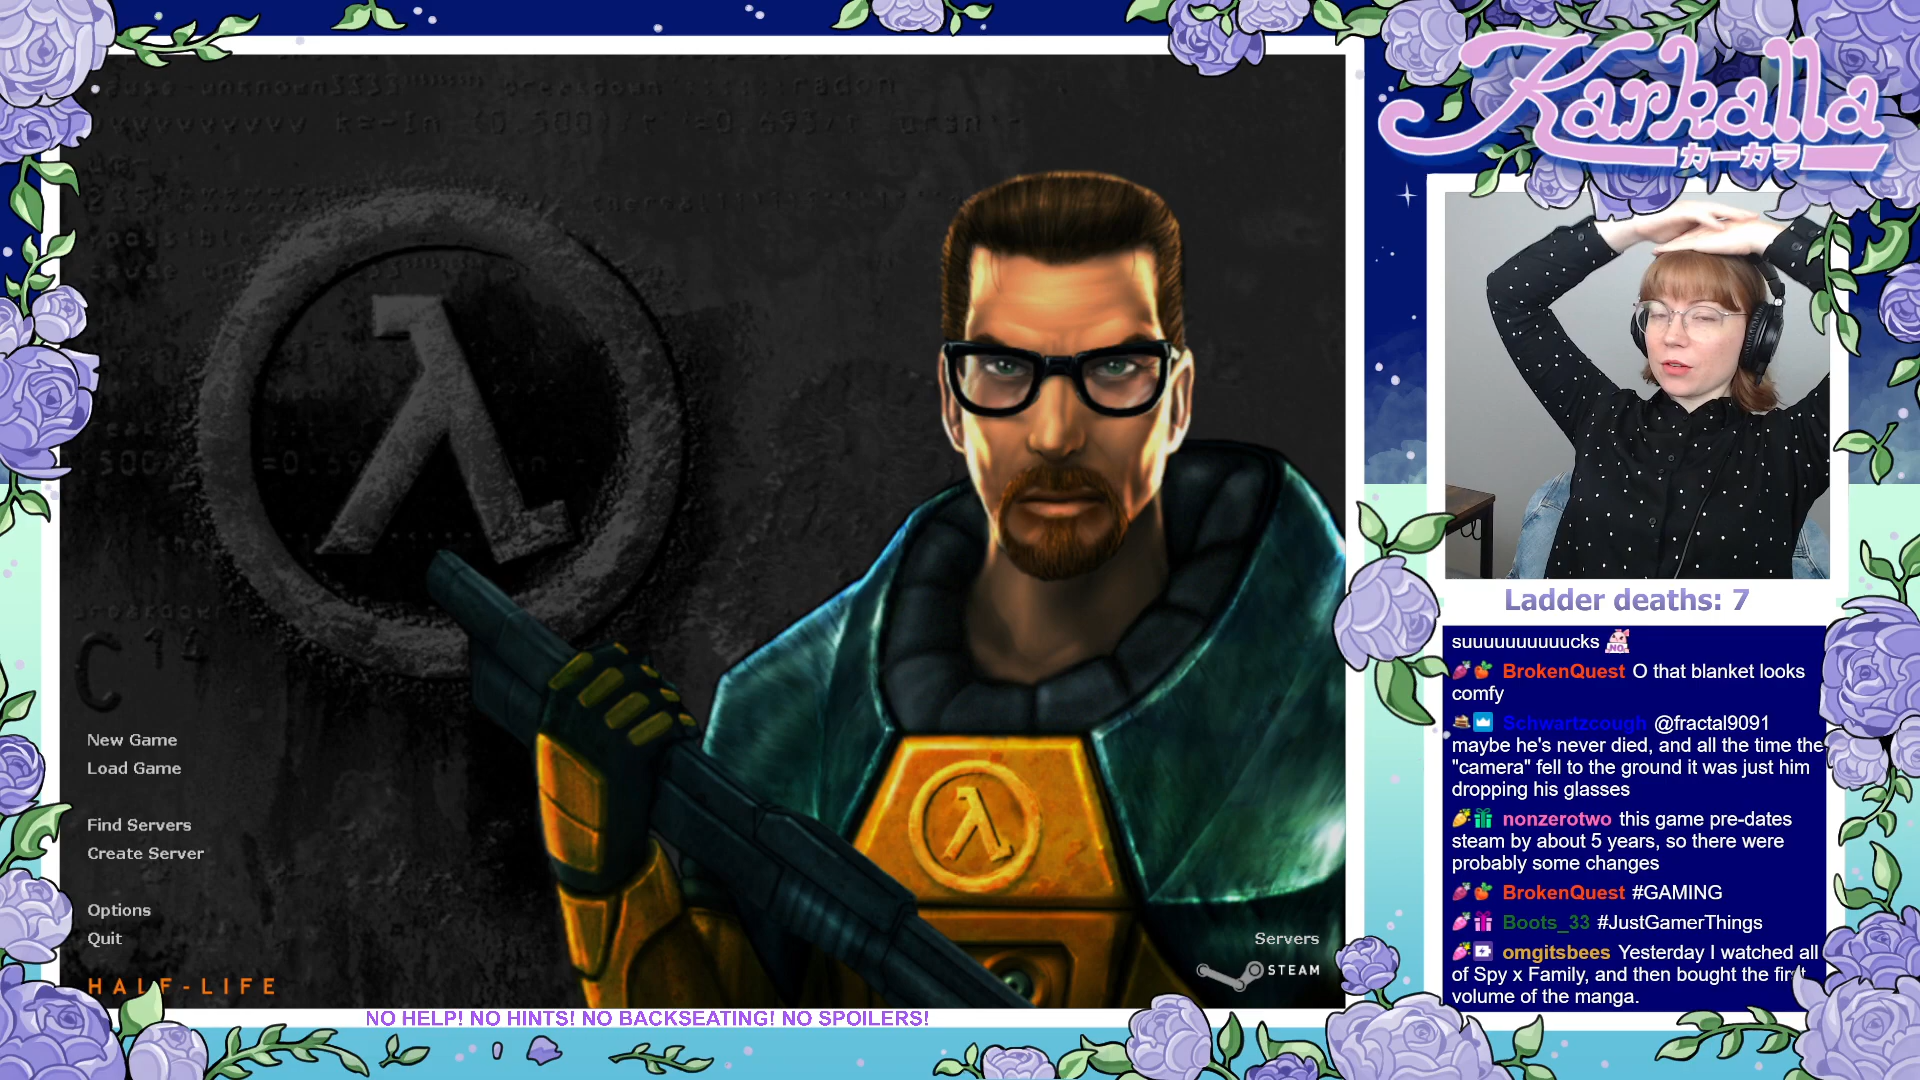 Karkalla
カーカラ
breakdown
radon
C14
New Game
Load Game
Find Servers
Create Server
Options
Quit
HALF-LIFE
Servers
STEAM
NO HELP! NO HINTS! NO BACKSEATING! NO SPOILERS!
Ladder deaths: 7
suuuuuuuuuucks NO
BrokenQuest O that blanket looks
comfy
Schwartzcough @fractal9091
maybe he's never died, and all the time the
"camera" fell to the ground it was just him
dropping his glasses
nonzerotwo this game pre-dates
steam by about 5 years, so there were
probably some changes
BrokenQuest #GAMING
Boots_33 #JustGamerThings
omgitsbees Yesterday I watched all
of Spy x Family, and then bought the first
volume of the manga.